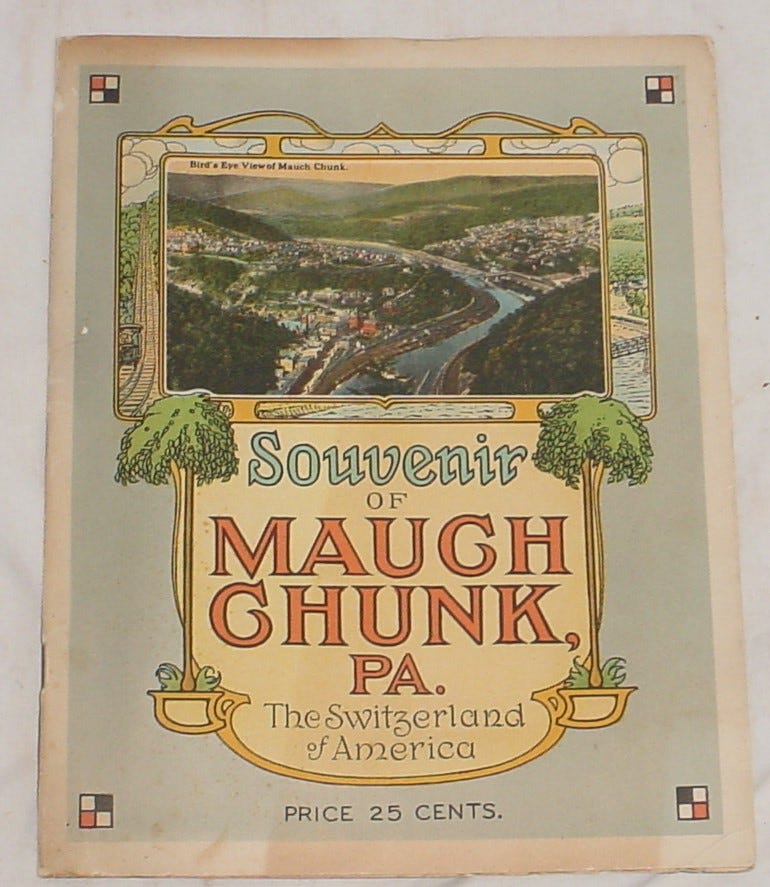 Bird's Eye View of Mauch Chunk.
Souvenir
OF
MAUCH
CHUNK,
PA.
The Switzerland
of America
PRICE 25 CENTS.